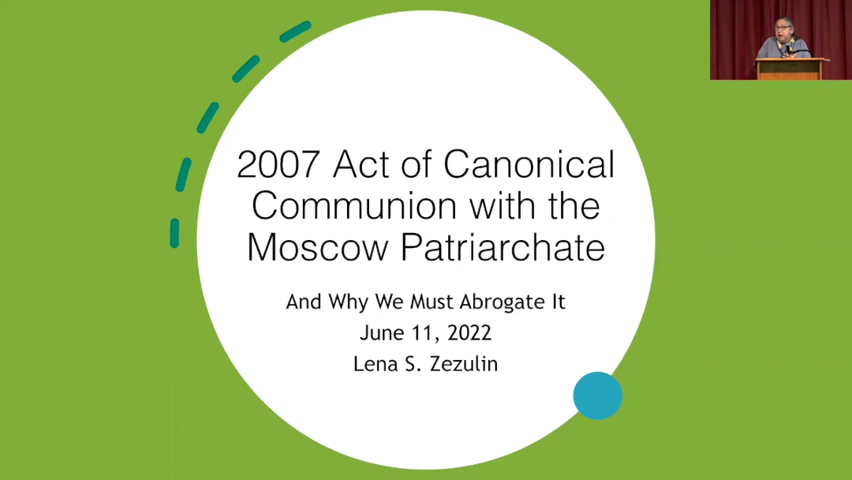 2007 Act of Canonical
Communion with the
Moscow Patriarchate
And Why We Must Abrogate It
June 11, 2022
Lena S. Zezulin